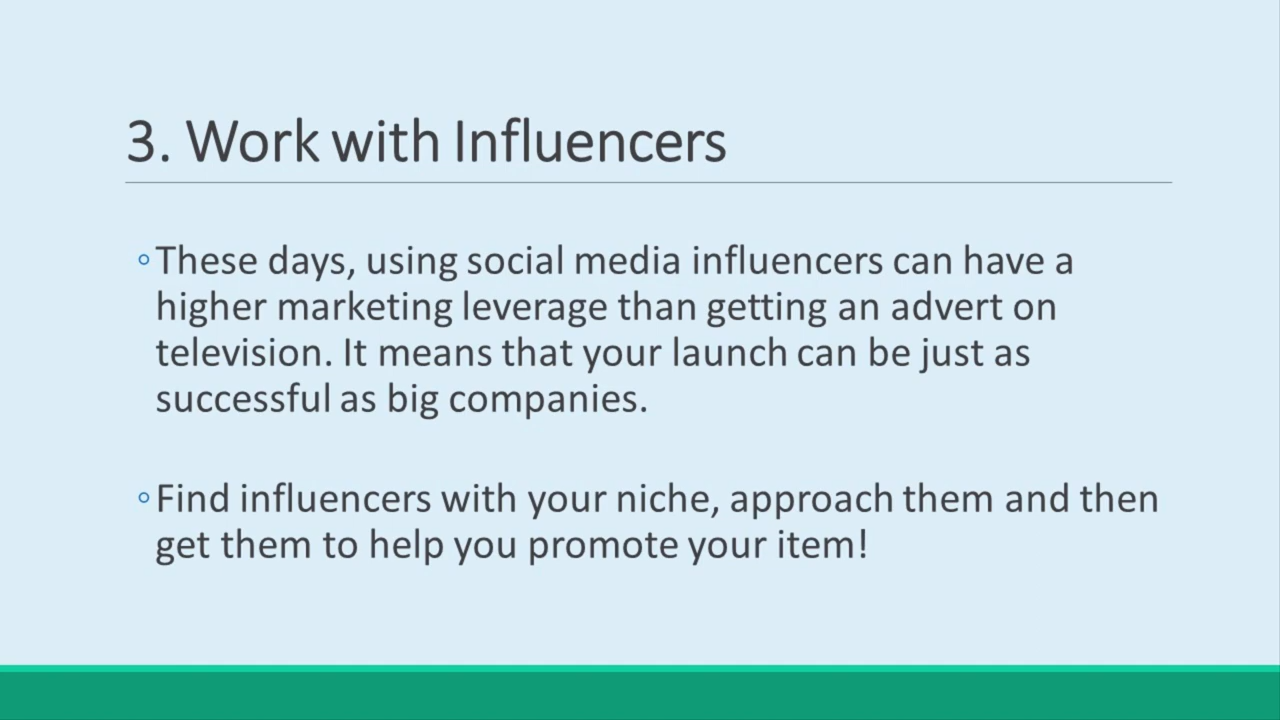 3. Work with Influencers
◦These days, using social media influencers can have a
higher marketing leverage than getting an advert on
television. It means that your launch can be just as
successful as big companies.
◦Find influencers with your niche, approach them and then
get them to help you promote your item!